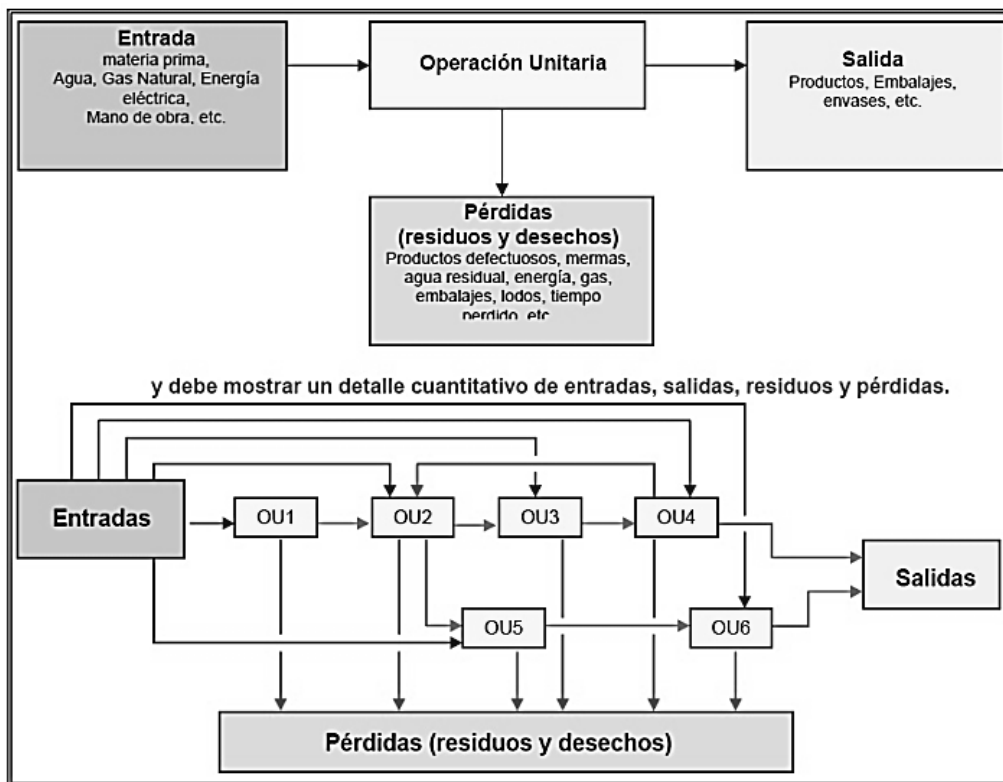 Entrada
materia prima,
Agua, Gas Natural, Energía
eléctrica,
Mano de obra, etc.
Operación Unitaria
Salida
Productos, Embalajes,
envases, etc.
Pérdidas
(residuos y desechos)
Productos defectuosos, mermas,
agua residual, energía, gas,
embalajes, lodos, tiempo
perdido, etc
y debe mostrar un detalle cuantitativo de entradas, salidas, residuos y pérdidas.
Entradas
OU1
OU2
OU3
OU4
Salidas
OU5
OU6
Pérdidas (residuos y desechos)